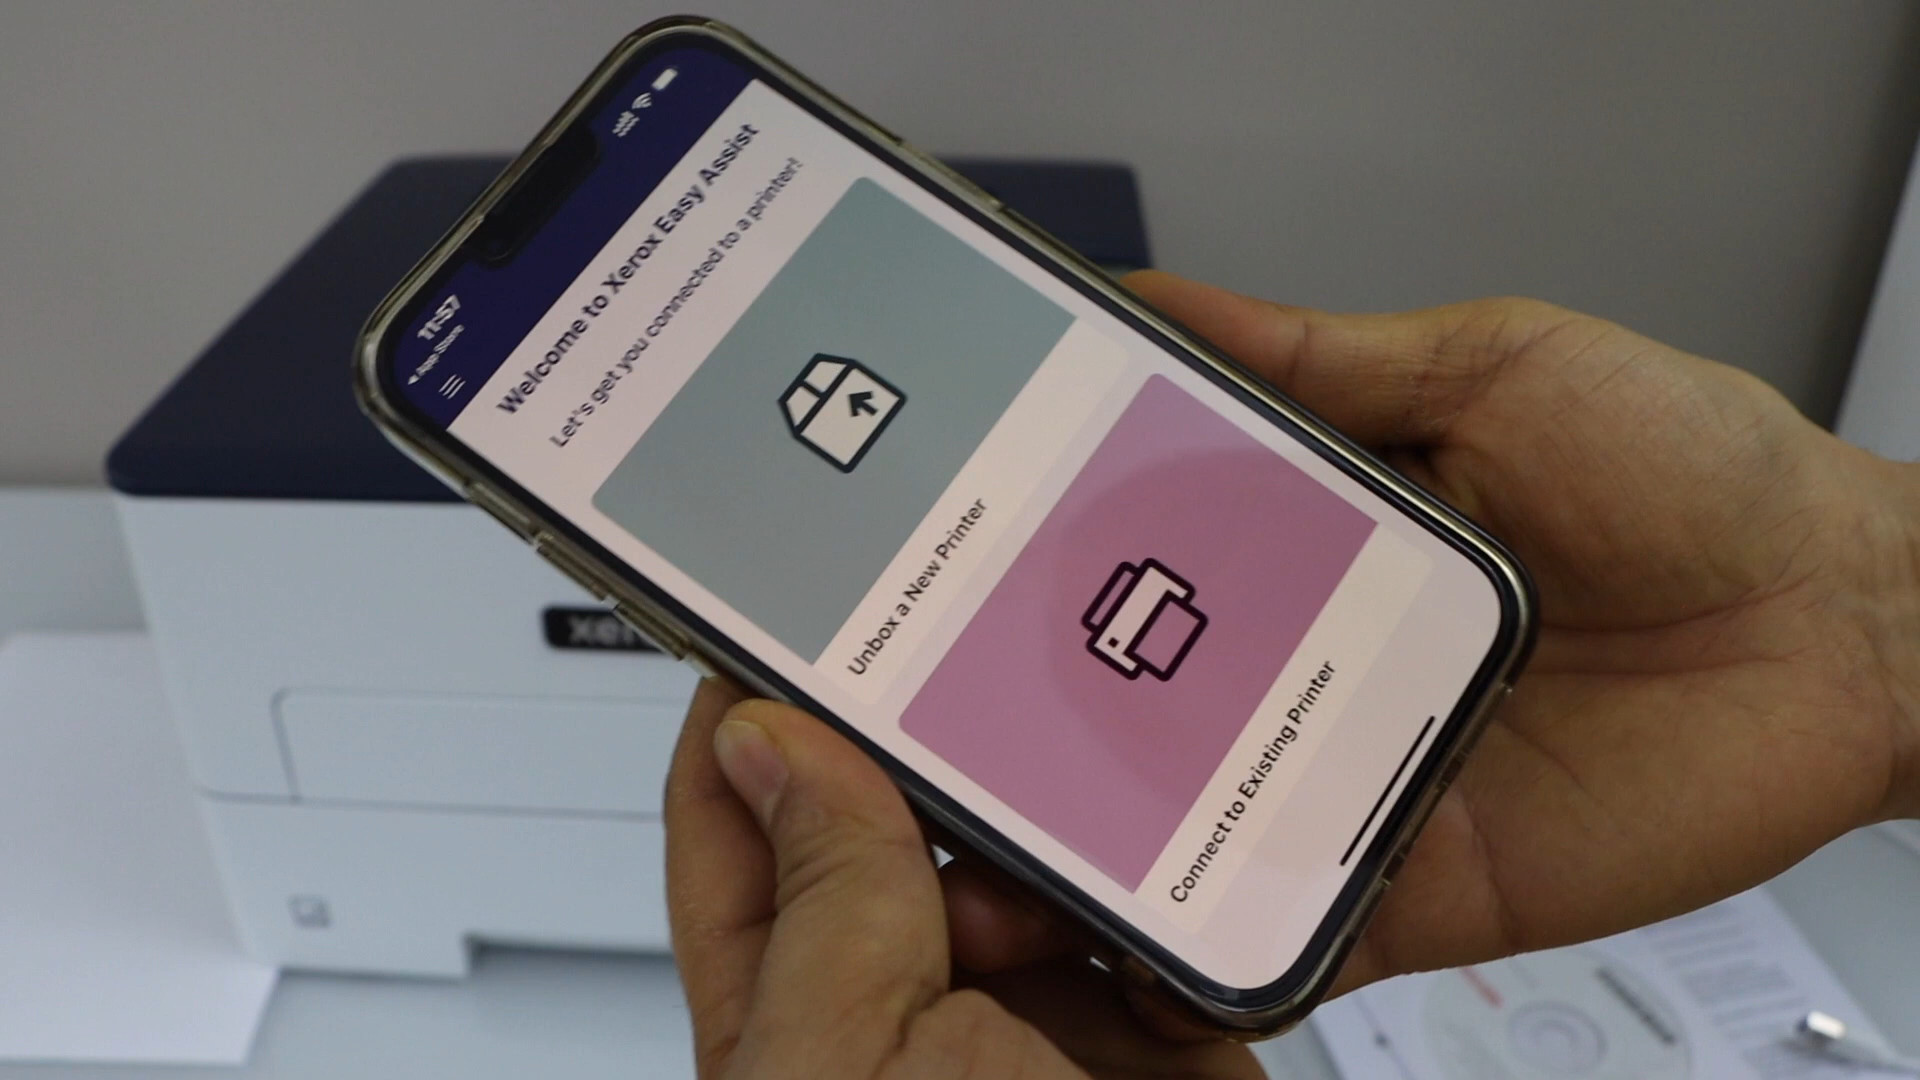 11:57
◀ App Store
Welcome to Xerox Easy Assist
Let's get you connected to a printer!
Unbox a New Printer
Connect to Existing Printer